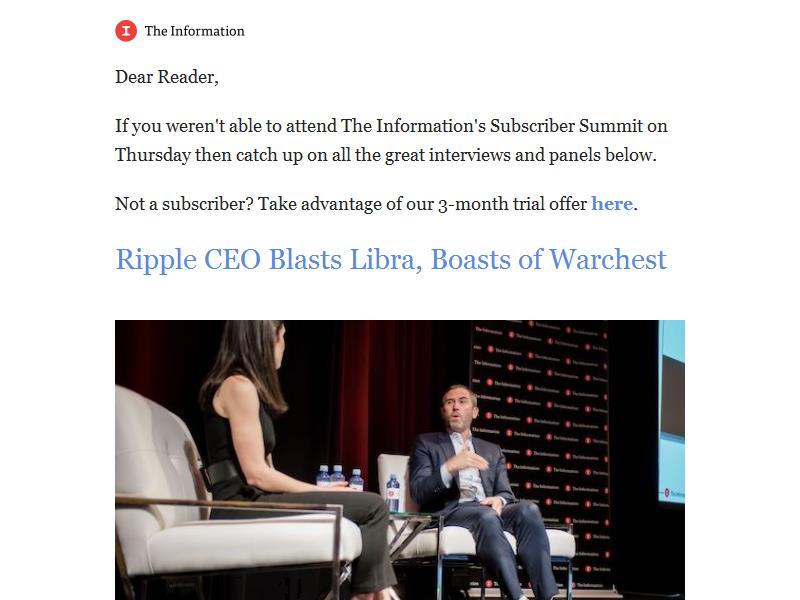 The Information
Dear Reader,
If you weren't able to attend The Information's Subscriber Summit on
Thursday then catch up on all the great interviews and panels below.
Not a subscriber? Take advantage of our 3-month trial offer here.
Ripple CEO Blasts Libra, Boasts of Warchest